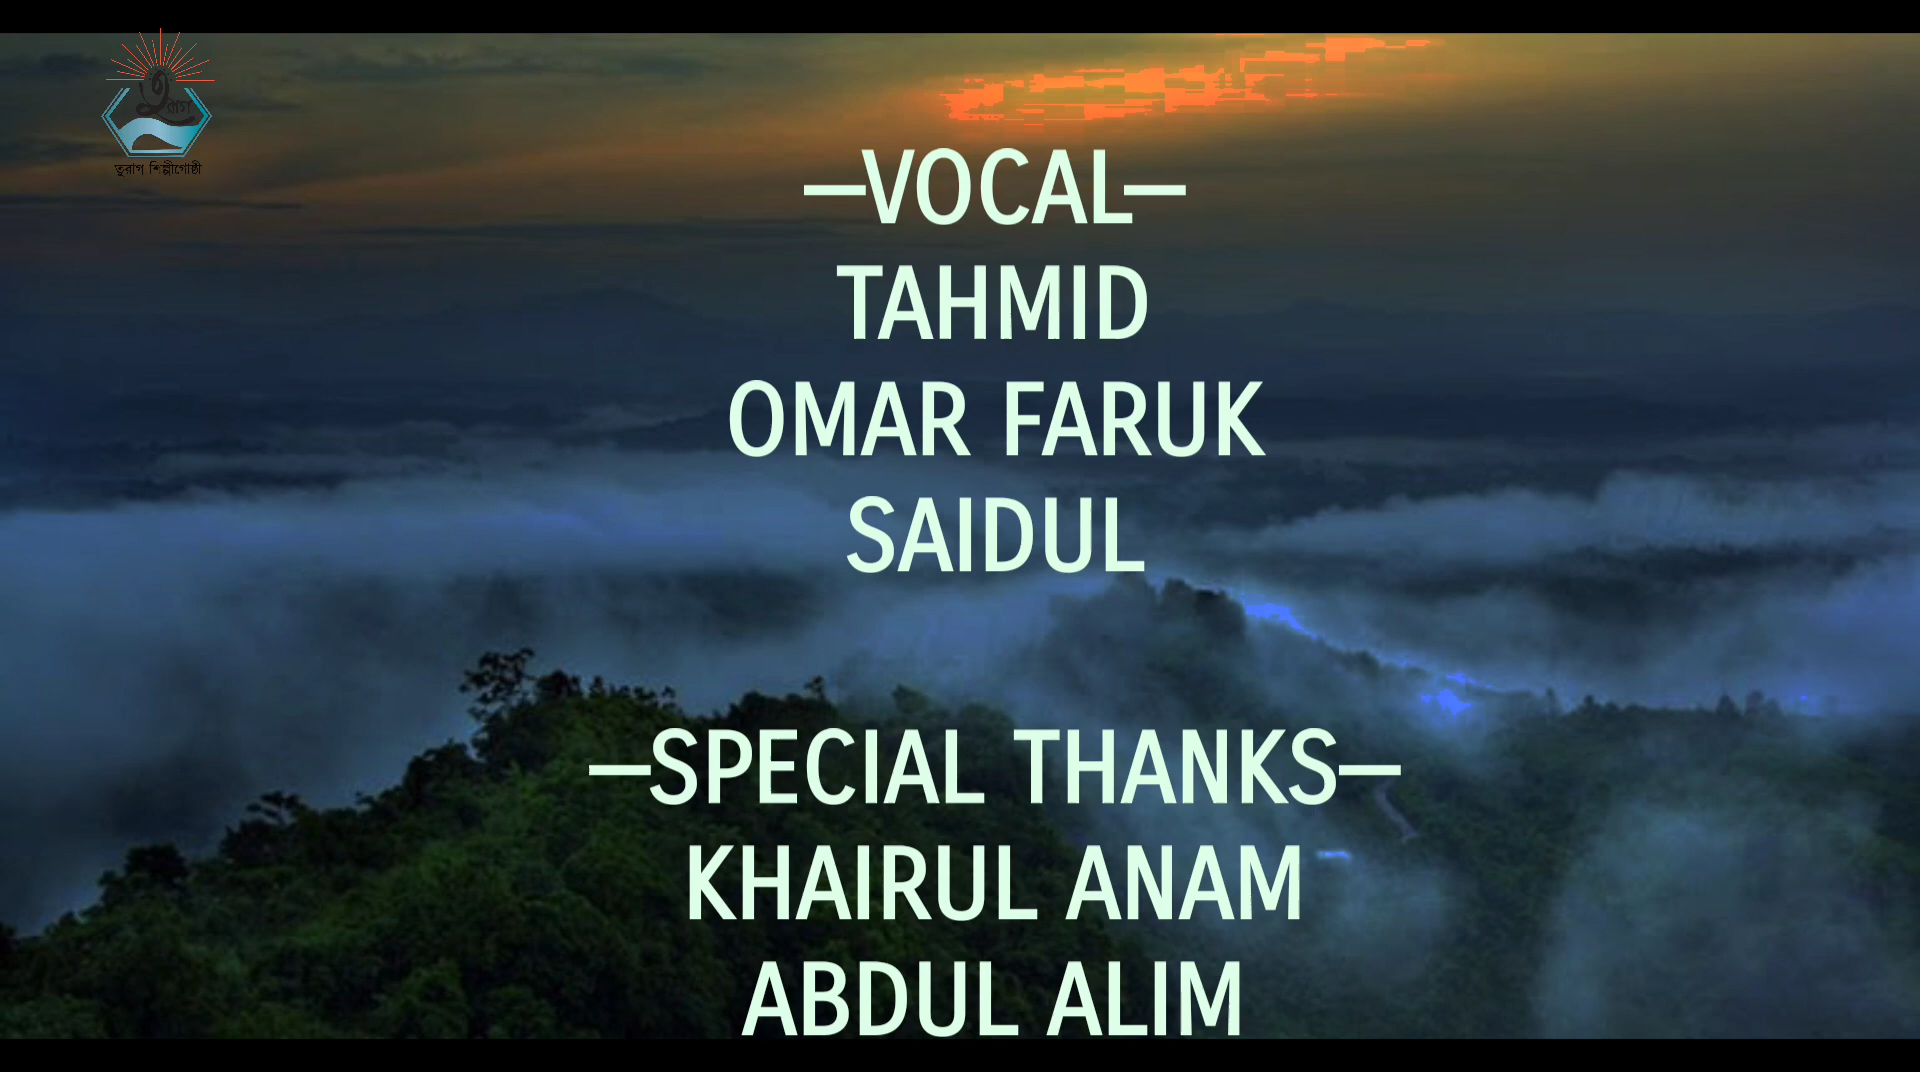 তুরাগ
তুরাগ শিল্পীগোষ্ঠী
—VOCAL—
TAHMID
OMAR FARUK
SAIDUL
—SPECIAL THANKS—
KHAIRUL ANAM
ABDUL ALIM